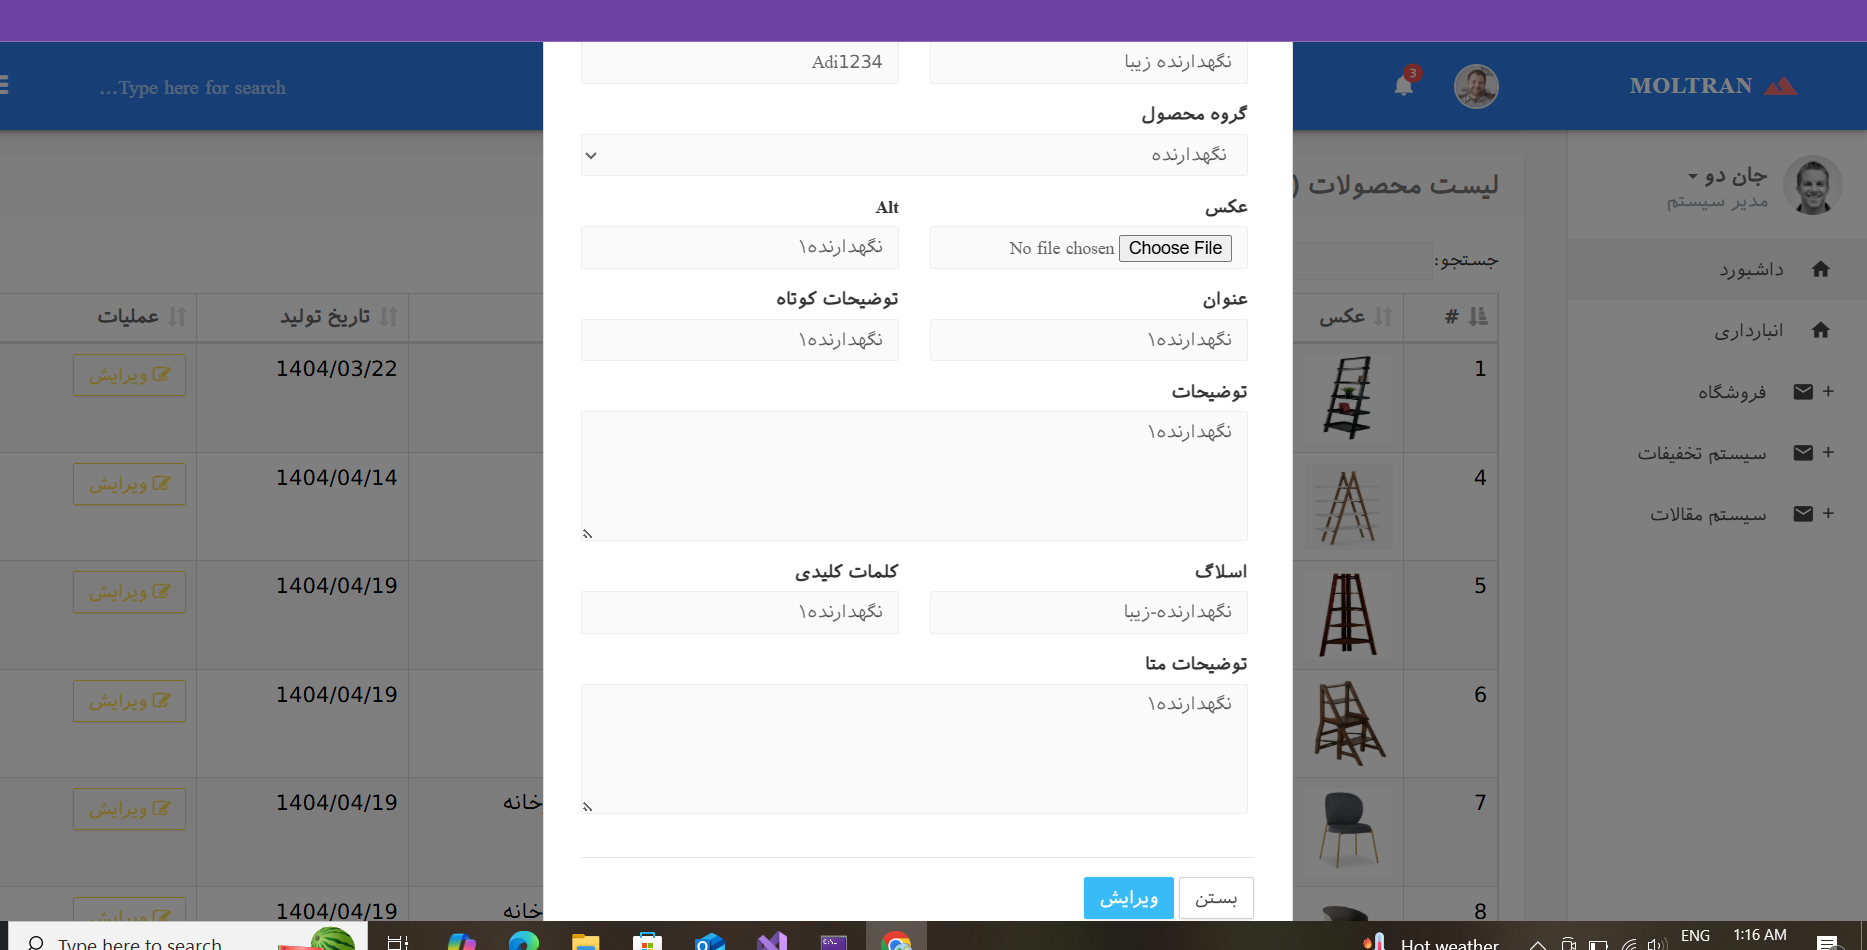 MOLTRAN
3
Type here for search...
جان دو
مدیر سیستم
داشبورد
انبارداری
+ فروشگاه
+ سیستم تخفیفات
+ سیستم مقالات
لیست محصولات (
جستجو:
# عکس تاریخ تولید عملیات
1 1404/03/22 ویرایش
4 1404/04/14 ویرایش
5 1404/04/19 ویرایش
6 1404/04/19 ویرایش
7 خانه 1404/04/19 ویرایش
8 خانه 1404/04/19 ویرایش
نگهدارنده زیبا Adi1234
گروه محصول
نگهدارنده
عکس Alt
Choose File No file chosen نگهدارنده۱
عنوان توضیحات کوتاه
نگهدارنده۱ نگهدارنده۱
توضیحات
نگهدارنده۱
اسلاگ کلمات کلیدی
نگهدارنده-زیبا نگهدارنده۱
توضیحات متا
نگهدارنده۱
بستن ویرایش
Type here to search
Hot weather
ENG
1:16 AM